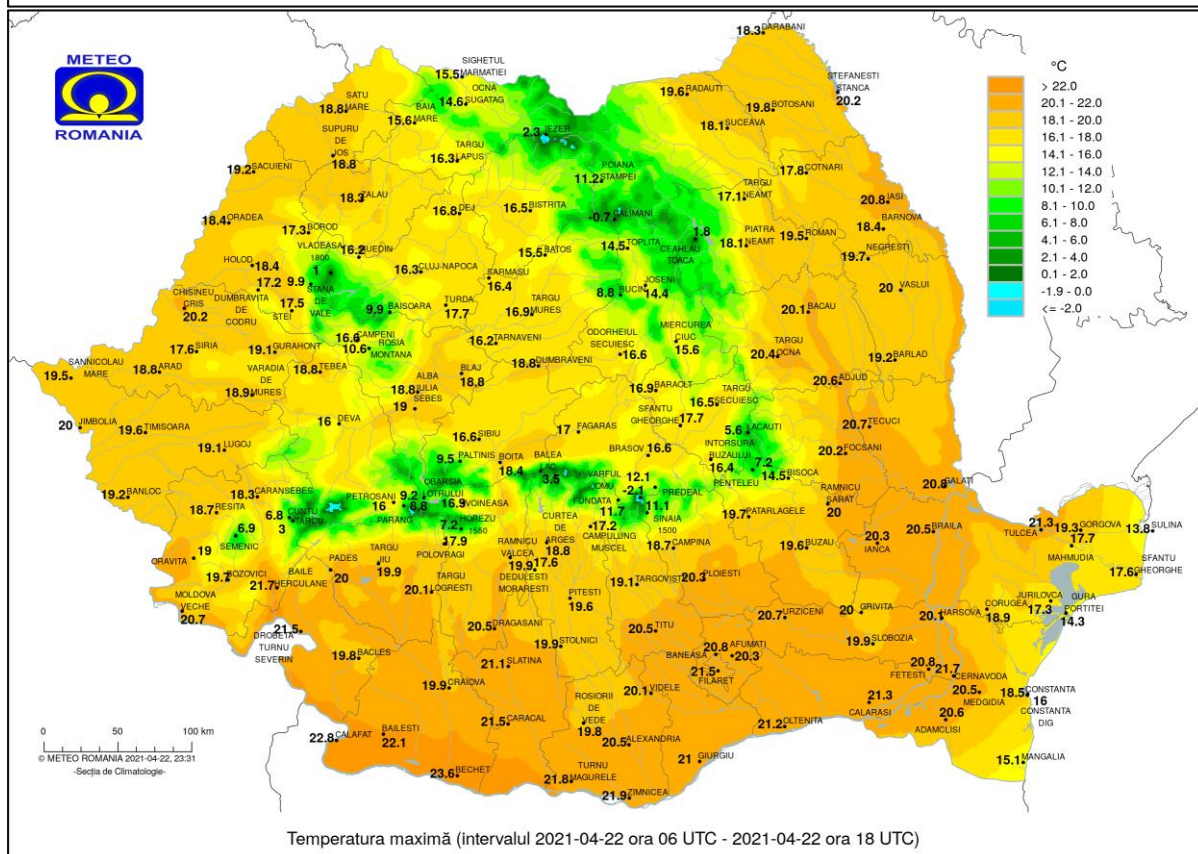 METEO
ROMANIA
°C
> 22.0
20.1 - 22.0
18.1 - 20.0
16.1 - 18.0
14.1 - 16.0
12.1 - 14.0
10.1 - 12.0
8.1 - 10.0
6.1 - 8.0
4.1 - 6.0
2.1 - 4.0
0.1 - 2.0
-1.9 - 0.0
<= -2.0
18.3 DARABANI
15.5 SIGHETUL MARMATIEI
14.6 OCNA SUGATAG
19.6 RADAUTI
STEFANESTI STANCA 20.2
18.8 SATU MARE
15.6 BAIA MARE
2.3 IEZER
19.8 BOTOSANI
18.1 SUCEAVA
SUPURU DE JOS 18.8
16.3 TARGU LAPUS
19.2 SACUIENI
11.2 POIANA STAMPEI
17.8 COTNARI
18.3 ZALAU
17.1 TARGU NEAMT
20.8 IASI
18.4 ORADEA
16.8 DEJ
16.5 BISTRITA
-0.7 CALIMANI
18.4 BARNOVA
17.3 BOROD
1.8 CEAHLAU TOACA
18.1 PIATRA NEAMT
19.5 ROMAN
VLADEASA 1800 1
16.2 HUEDIN
15.5 BATOS
14.5 TOPLITA
19.7 NEGRESTI
HOLOD 18.4
16.3 CLUJ-NAPOCA
SARMASU 16.4
9.9 STANA DE VALE
17.2 DUMBRAVITA DE CODRU
8.8 BUCIN
JOSENI 14.4
20 VASLUI
CHISINEU CRIS 20.2
17.5 STEI
9.9 BAISOARA
TURDA 17.7
16.9 TARGU MURES
20.1 BACAU
16.6 CAMPENI
10.6 ROSIA MONTANA
16.2 TARNAVENI
ODORHEIUL SECUIESC 16.6
MIERCUREA CIUC 15.6
17.6 SIRIA
19.1 GURAHONT
20.4 TARGU OCNA
19.2 BARLAD
19.5 SANNICOLAU MARE
18.8 ARAD
18.8 TEBEA
18.8 DUMBRAVENI
BLAJ 18.8
20.6 ADJUD
18.9 VARADIA DE MURES
18.8 ALBA IULIA
19 SEBES
16.9 BARAOLT
16.5 TARGU SECUIESC
20 JIMBOLIA
19.6 TIMISOARA
16 DEVA
16.6 SIBIU
17 FAGARAS
SFANTU GHEORGHE 17.7
5.6 LACAUTI
20.7 TECUCI
19.1 LUGOJ
9.5 PALTINIS
BOITA 18.4
BALEA LAC 3.5
BRASOV 16.6
INTORSURA BUZAULUI 16.4
7.2 PENTELEU
14.5 BISOCA
20.2 FOCSANI
19.2 BANLOC
18.3 CARANSEBES
9.2 OBARSIA LOTRULUI
VARFUL OMU -2.1
12.1 PREDEAL
RAMNICU SARAT 20
20.8 GALATI
18.7 RESITA
6.8 CUNTU
TARCU 3
PETROSANI 16
PARANG 8.8
16.9 VOINEASA
FUNDATA 11.7
11.1 SINAIA 1500
19.7 PATARLAGELE
6.9 SEMENIC
7.2 1550
HOREZU
POLOVRAGI 17.9
CURTEA DE ARGES 18.8
17.2 CAMPULUNG MUSCEL
18.7 CAMPINA
19.6 BUZAU
20.3 IANCA
20.5 BRAILA
21.3 TULCEA
19.3 GORGOVA
17.7 MAHMUDIA
13.8 SULINA
ORAVITA 19
19.7 BOZOVICI
21.7 BAILE HERCULANE
PADES 20
TARGU JIU 19.9
RAMNICU VALCEA 19.9
17.6 DEDULESTI MORARESTI
19.1 TARGOVISTE
20.3 PLOIESTI
17.6 SFANTU GHEORGHE
MOLDOVA VECHE 20.7
20.1 TARGU LOGRESTI
PITESTI 19.6
20.7 URZICENI
20 GRIVITA
20.1 HARSOVA
CORUGEA 18.9
JURILOVCA 17.3
GURA PORTITEI 14.3
21.5 DROBETA TURNU SEVERIN
20.5 DRAGASANI
19.9 STOLNICI
20.5 TITU
19.9 SLOBOZIA
19.8 BACLES
21.1 SLATINA
20.8 BANEASA
AFUMATI 20.3
21.5 FILARET
20.8 FETESTI
21.7 CERNAVODA
19.9 CRAIOVA
20.1 VIDELE
21.3 CALARASI
20.5 MEDGIDIA
18.5 CONSTANTA
16 CONSTANTA DIG
21.5 CARACAL
ROSIORII DE VEDE 19.8
21.2 OLTENITA
20.6 ADAMCLISI
22.8 CALAFAT
BAILESTI 22.1
20.5 ALEXANDRIA
21 GIURGIU
15.1 MANGALIA
23.6 BECHET
21.8 TURNU MAGURELE
21.9 ZIMNICEA
0 50 100 km
© METEO ROMANIA 2021-04-22, 23:31
-Secția de Climatologie-
Temperatura maximă (intervalul 2021-04-22 ora 06 UTC - 2021-04-22 ora 18 UTC)